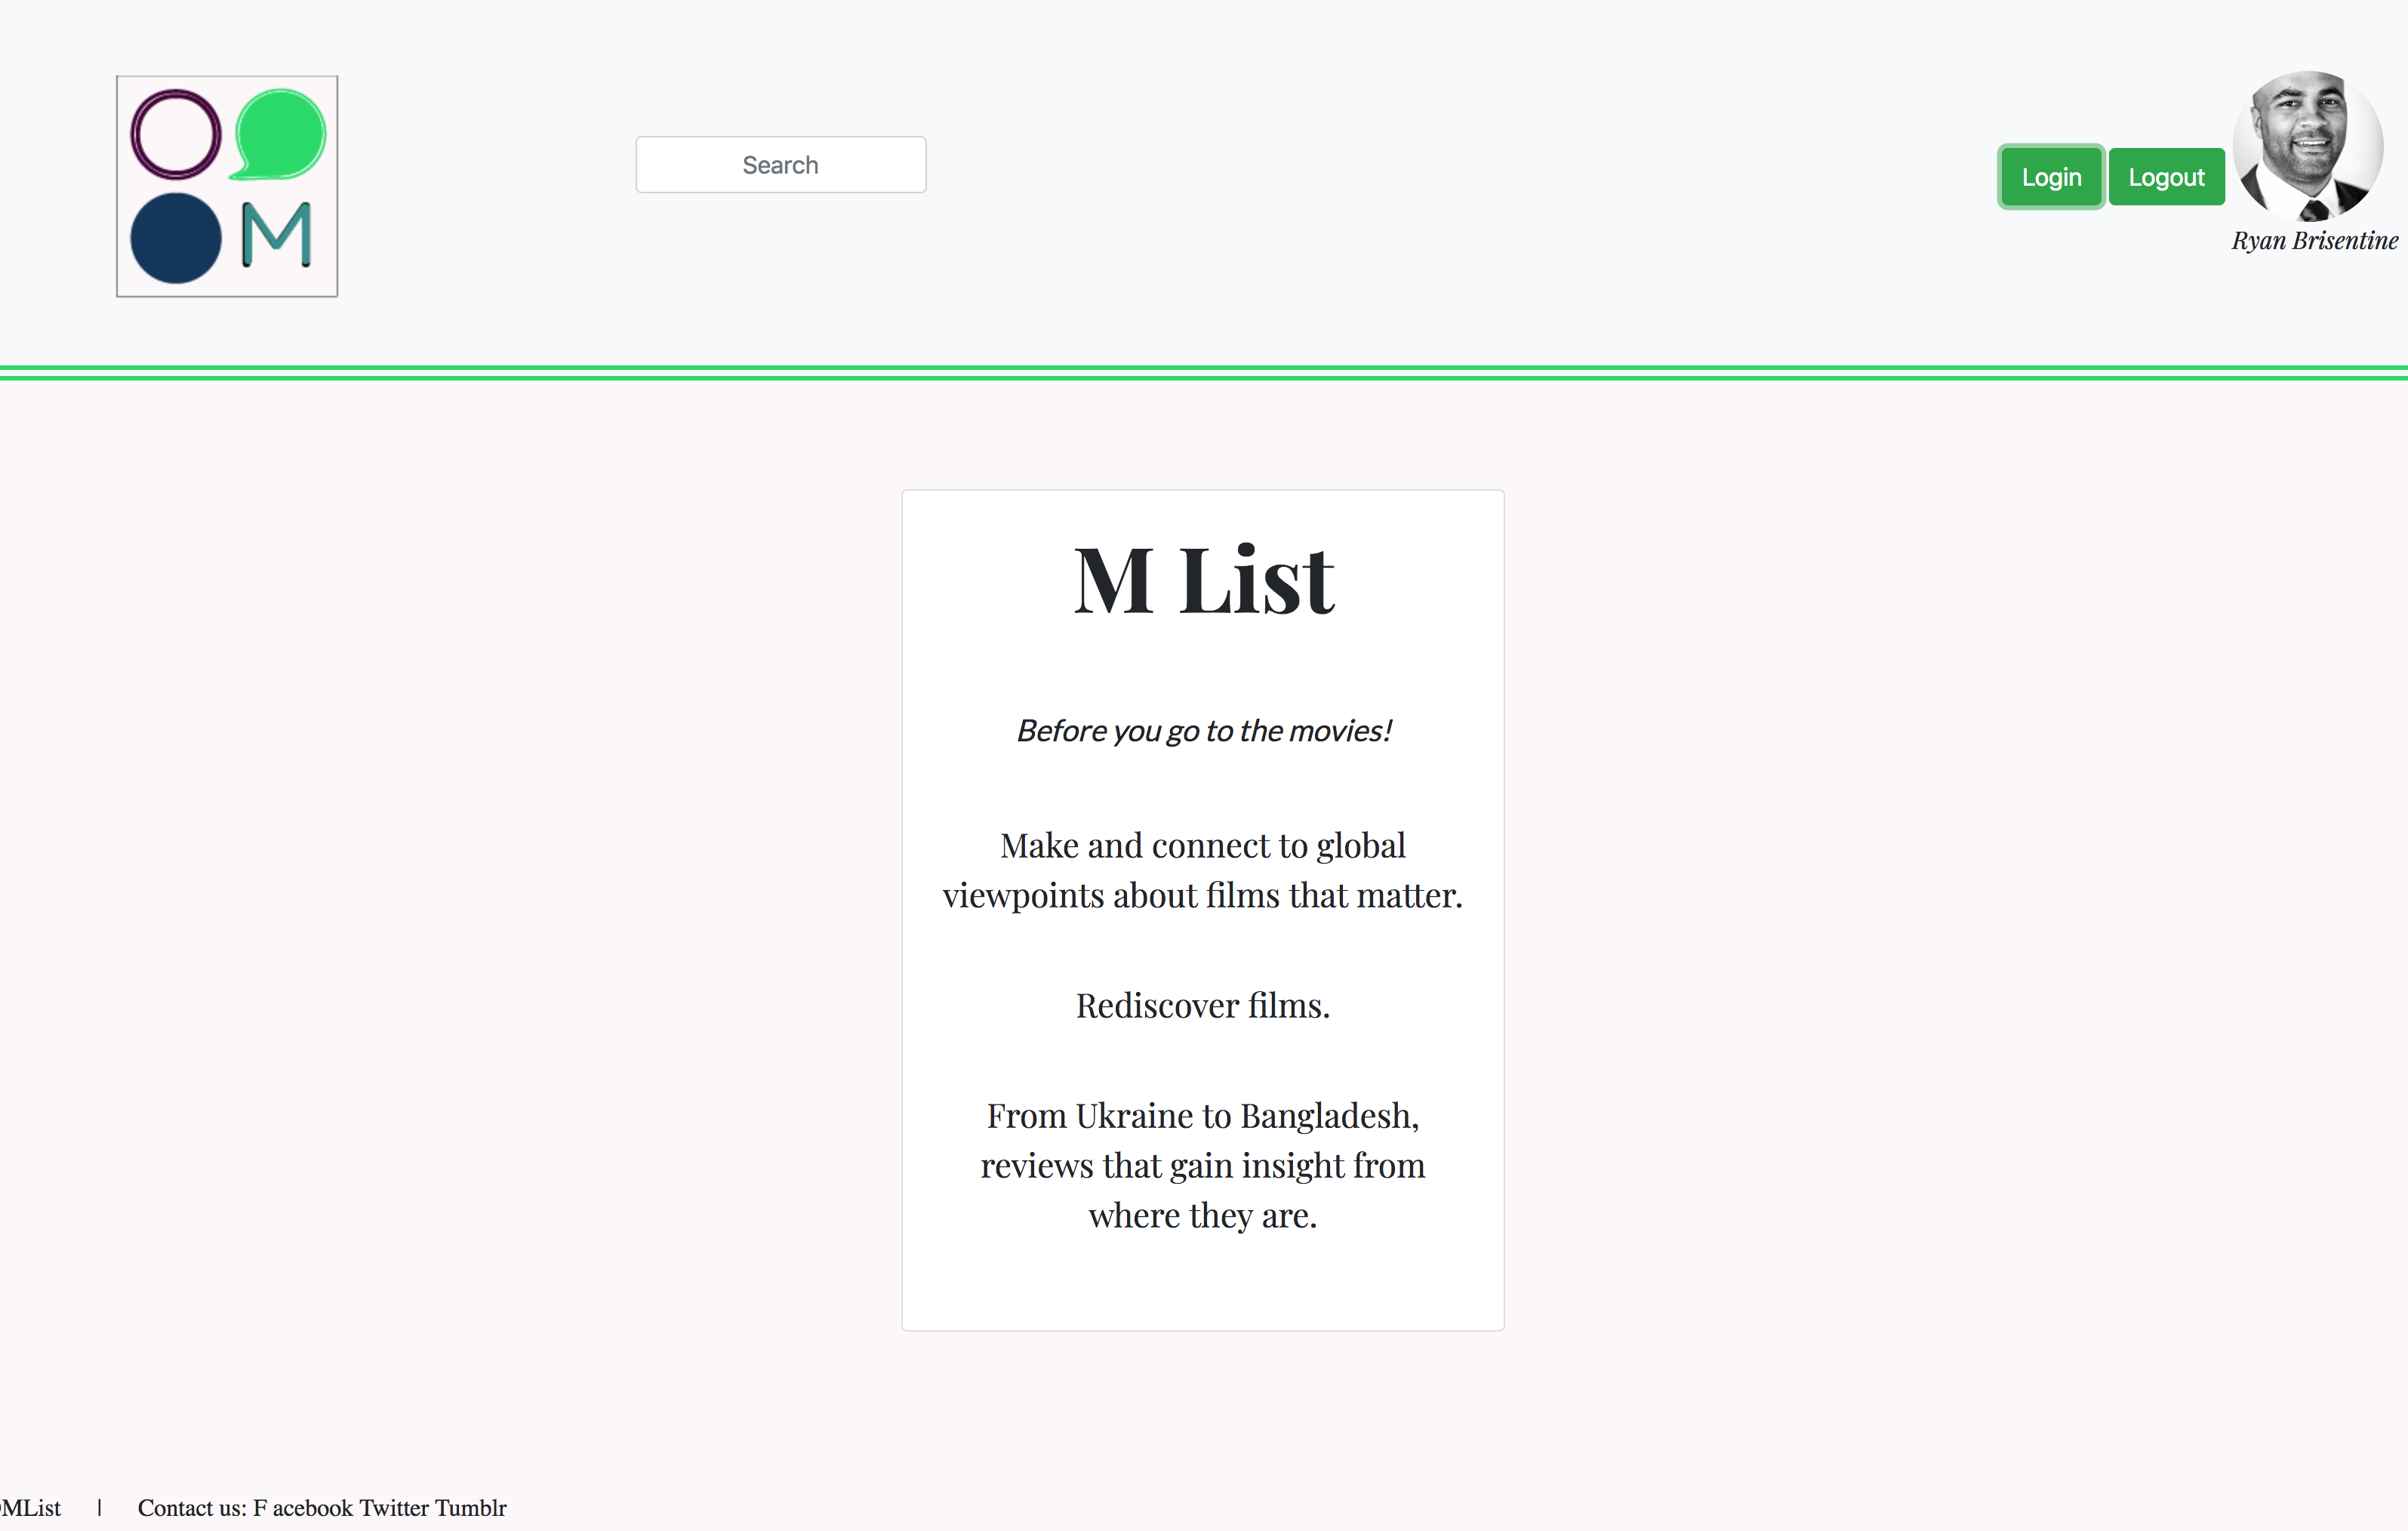 M
Search
Login
Logout
Ryan Brisentine
M List
Before you go to the movies!
Make and connect to global
viewpoints about films that matter.
Rediscover films.
From Ukraine to Bangladesh,
reviews that gain insight from
where they are.
MList | Contact us: F acebook Twitter Tumblr